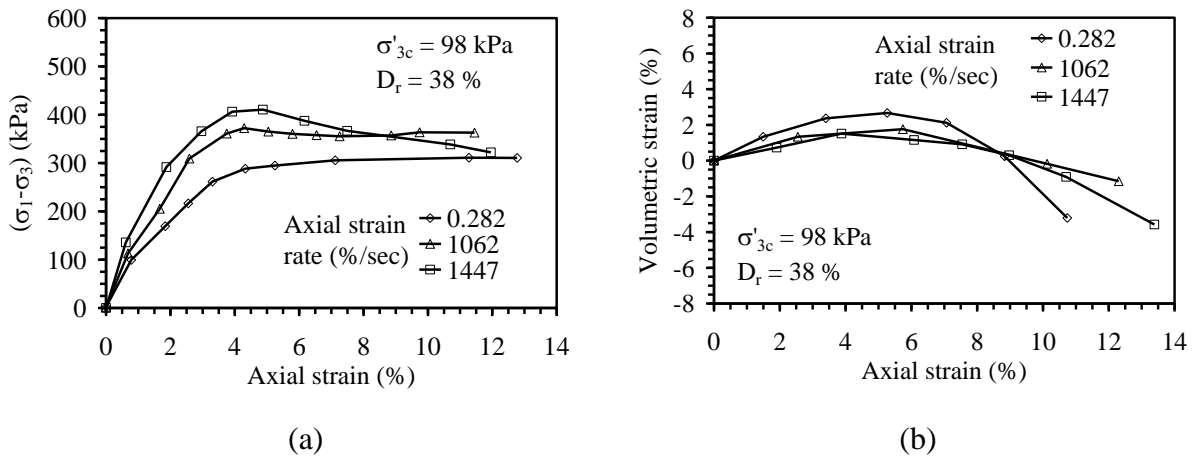 600
500
400
300
200
100
0
(σ₁-σ₃) (kPa)
σ'₃c = 98 kPa
Dᵣ = 38 %
Axial strain
rate (%/sec)
0.282
1062
1447
0 2 4 6 8 10 12 14
Axial strain (%)
(a)
8
6
4
2
0
-2
-4
-6
-8
Volumetric strain (%)
Axial strain
rate (%/sec)
0.282
1062
1447
σ'₃c = 98 kPa
Dᵣ = 38 %
0 2 4 6 8 10 12 14
Axial strain (%)
(b)